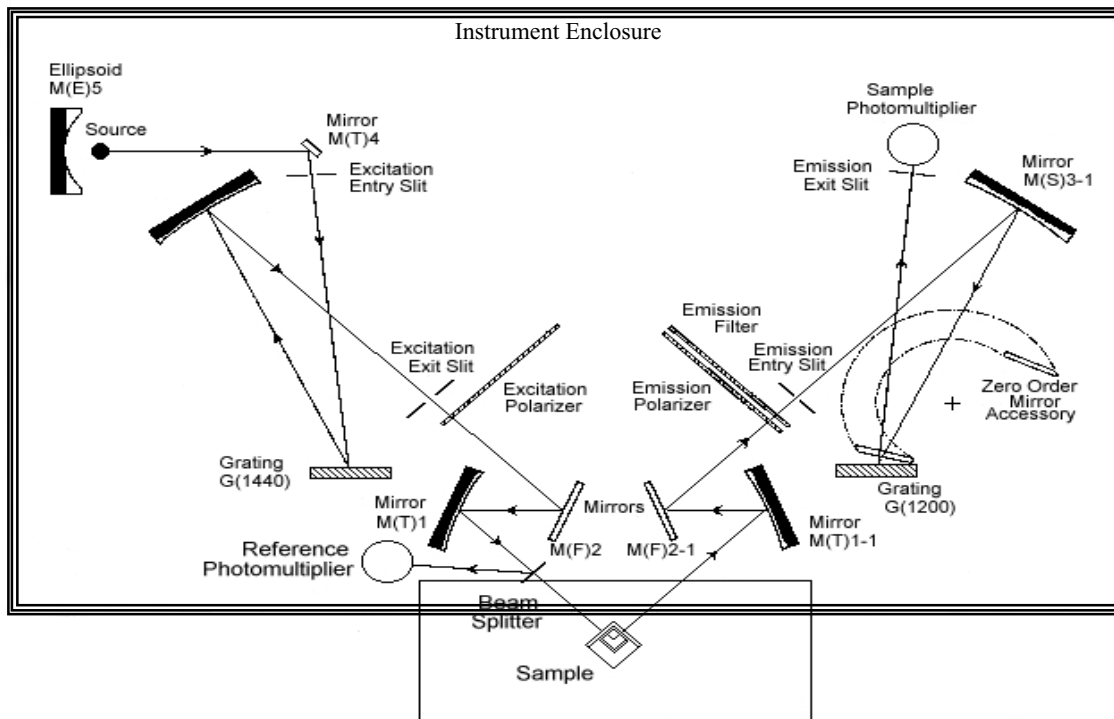 Instrument Enclosure
Ellipsoid
M(E)5
Source
Mirror
M(T)4
Excitation
Entry Slit
Sample
Photomultiplier
Emission
Exit Slit
Mirror
M(S)3-1
Excitation
Exit Slit
Excitation
Polarizer
Emission
Filter
Emission
Entry Slit
Emission
Polarizer
Zero Order
Mirror
Accessory
Grating
G(1440)
Mirror
M(T)1
Mirrors
M(F)2
M(F)2-1
Grating
G(1200)
Mirror
M(T)1-1
Reference
Photomultiplier
Beam
Splitter
Sample